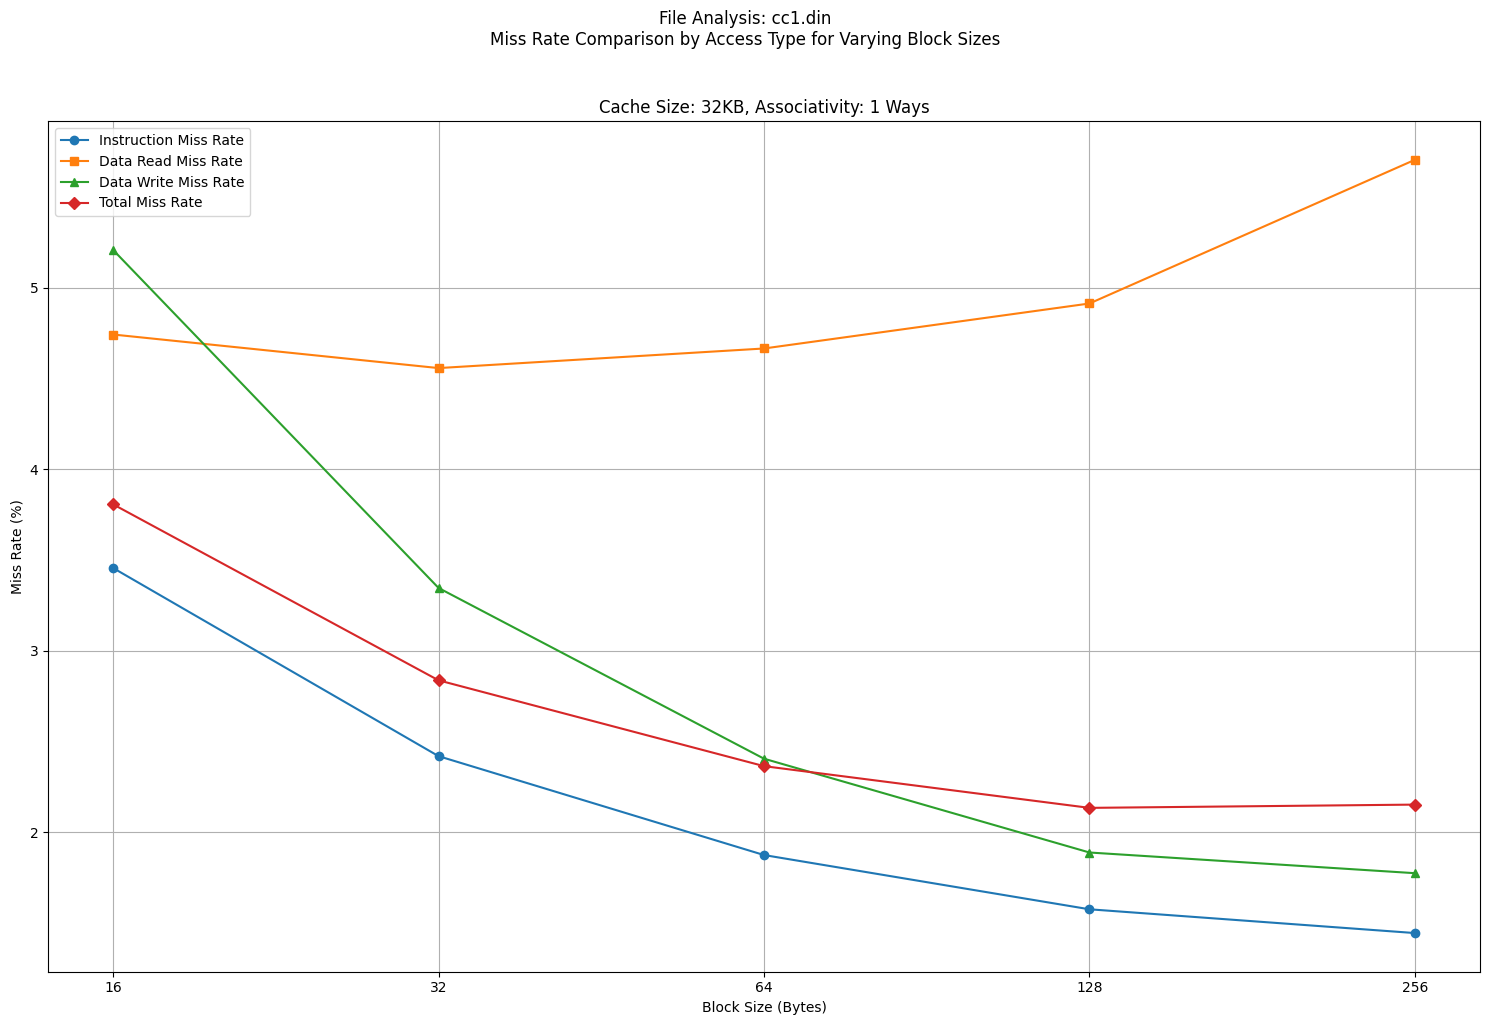 File Analysis: cc1.din
Miss Rate Comparison by Access Type for Varying Block Sizes
Cache Size: 32KB, Associativity: 1 Ways
Instruction Miss Rate
Data Read Miss Rate
Data Write Miss Rate
Total Miss Rate
5
4
3
2
Miss Rate (%)
16 32 64 128 256
Block Size (Bytes)